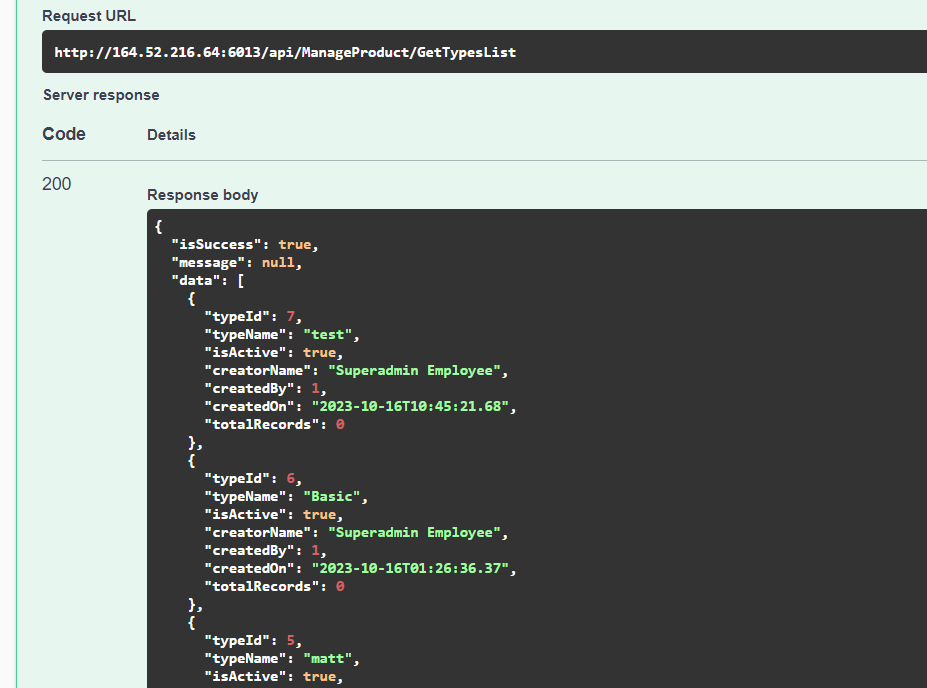 Request URL
http://164.52.216.64:6013/api/ManageProduct/GetTypesList
Server response
Code Details
200
Response body
{
"isSuccess": true,
"message": null,
"data": [
{
"typeId": 7,
"typeName": "test",
"isActive": true,
"creatorName": "Superadmin Employee",
"createdBy": 1,
"createdOn": "2023-10-16T10:45:21.68",
"totalRecords": 0
},
{
"typeId": 6,
"typeName": "Basic",
"isActive": true,
"creatorName": "Superadmin Employee",
"createdBy": 1,
"createdOn": "2023-10-16T01:26:36.37",
"totalRecords": 0
},
{
"typeId": 5,
"typeName": "matt",
"isActive": true,